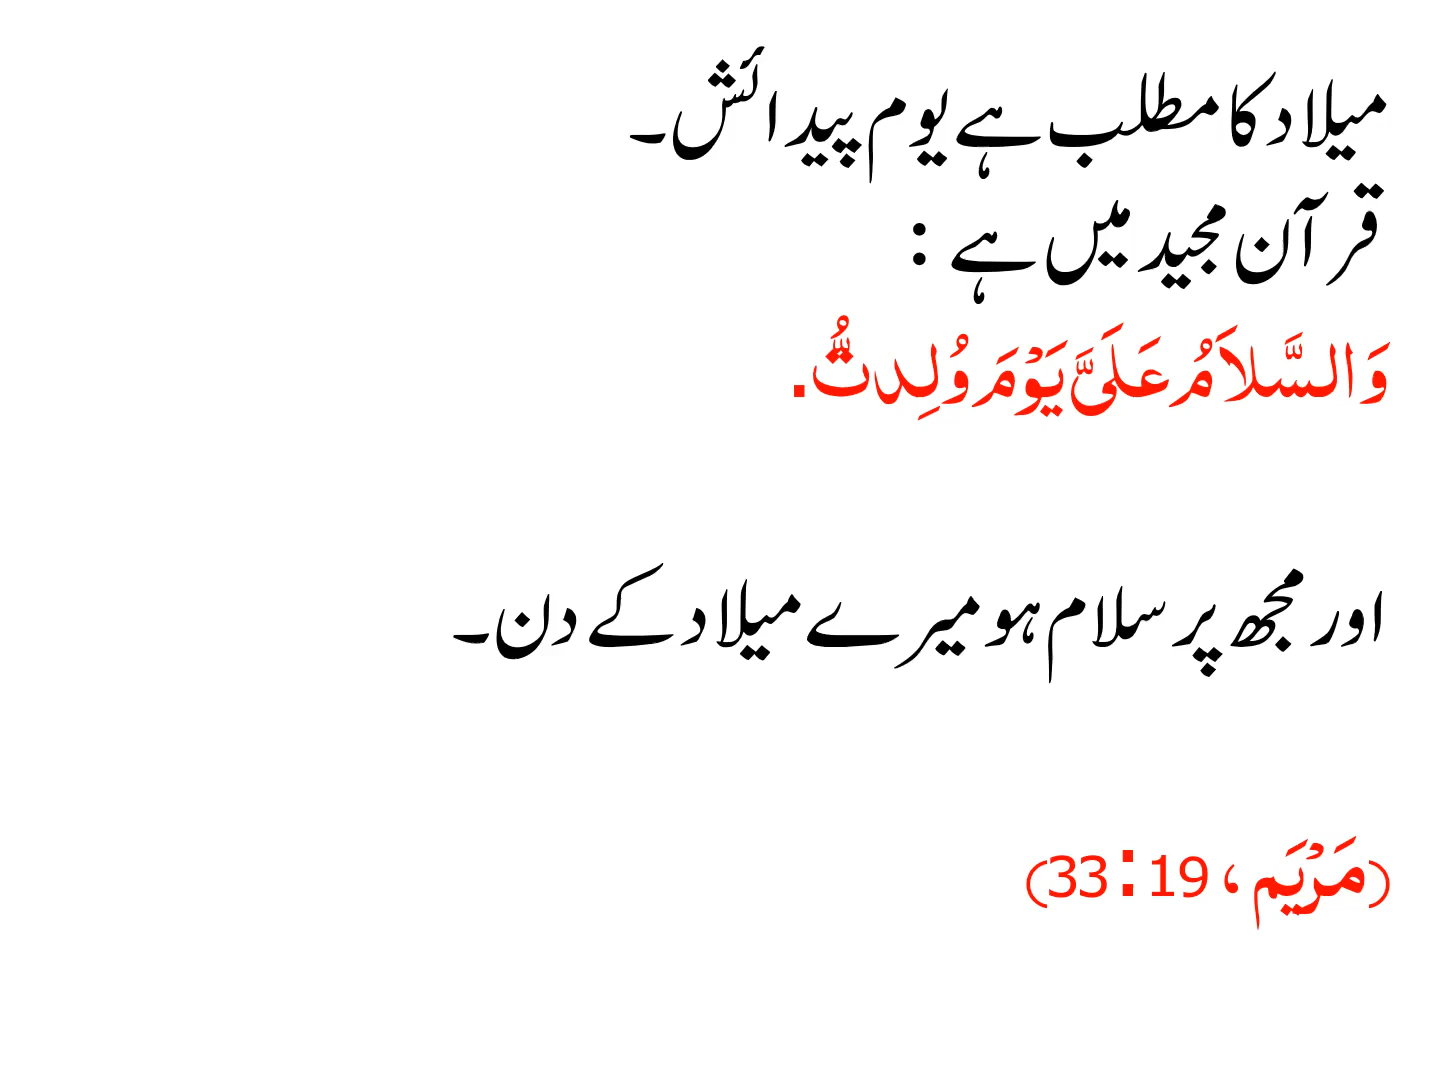 میلاد کا مطلب ہے یوم پیدائش۔
قرآن مجید میں ہے :
وَالسَّلاَمُ عَلَىَّ يَوْمَ وُلِدتُّ.
اور مجھ پر سلام ہو میرے میلاد کے دن۔
(مَرْيَم، 19:33)